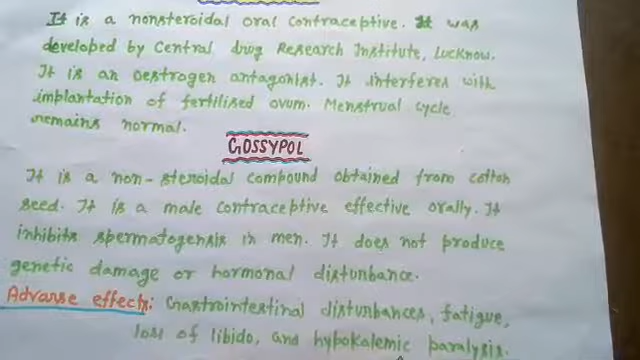 It is a nonsteroidal oral contraceptive. It was
developed by Central drug Research Institute, Lucknow.
It is an oestrogen antagonist. It interferes with
implantation of fertilised ovum. Menstrual cycle
remains normal.
GOSSYPOL
It is a non-steroidal compound obtained from cotton
seed. It is a male contraceptive effective orally. It
inhibits spermatogensis in men. It does not produce
genetic damage or hormonal disturbance.
Advarse effects: Gastrointestinal disturbances, fatigue,
loss of libido, and hypokalemic paralysis.